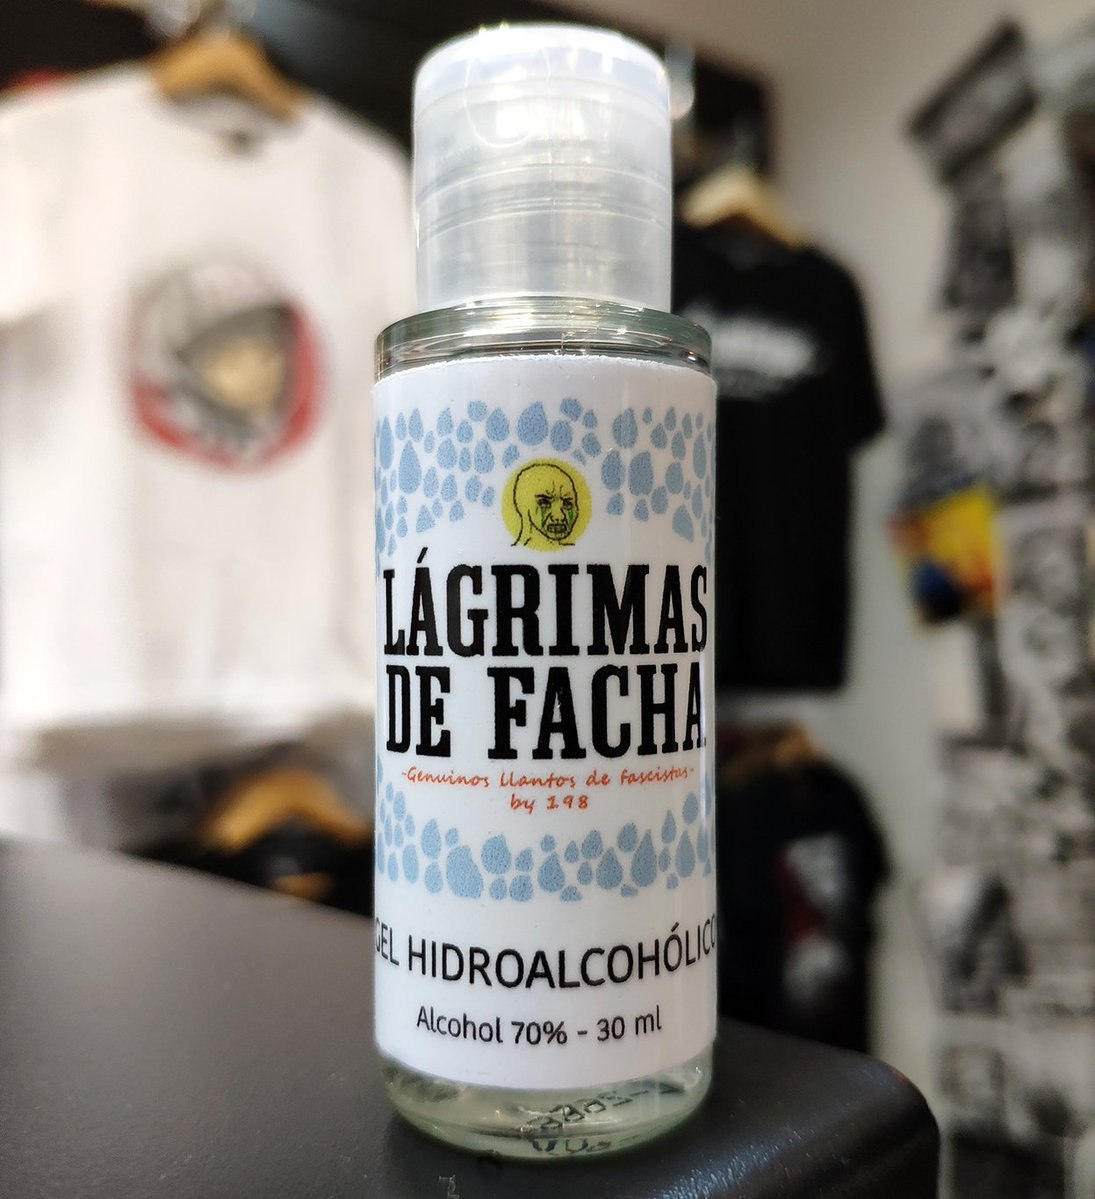 LÁGRIMAS
DE FACHA
-Genuinos llantos de fascistas-
by 198
GEL HIDROALCOHÓLICO
Alcohol 70% - 30 ml